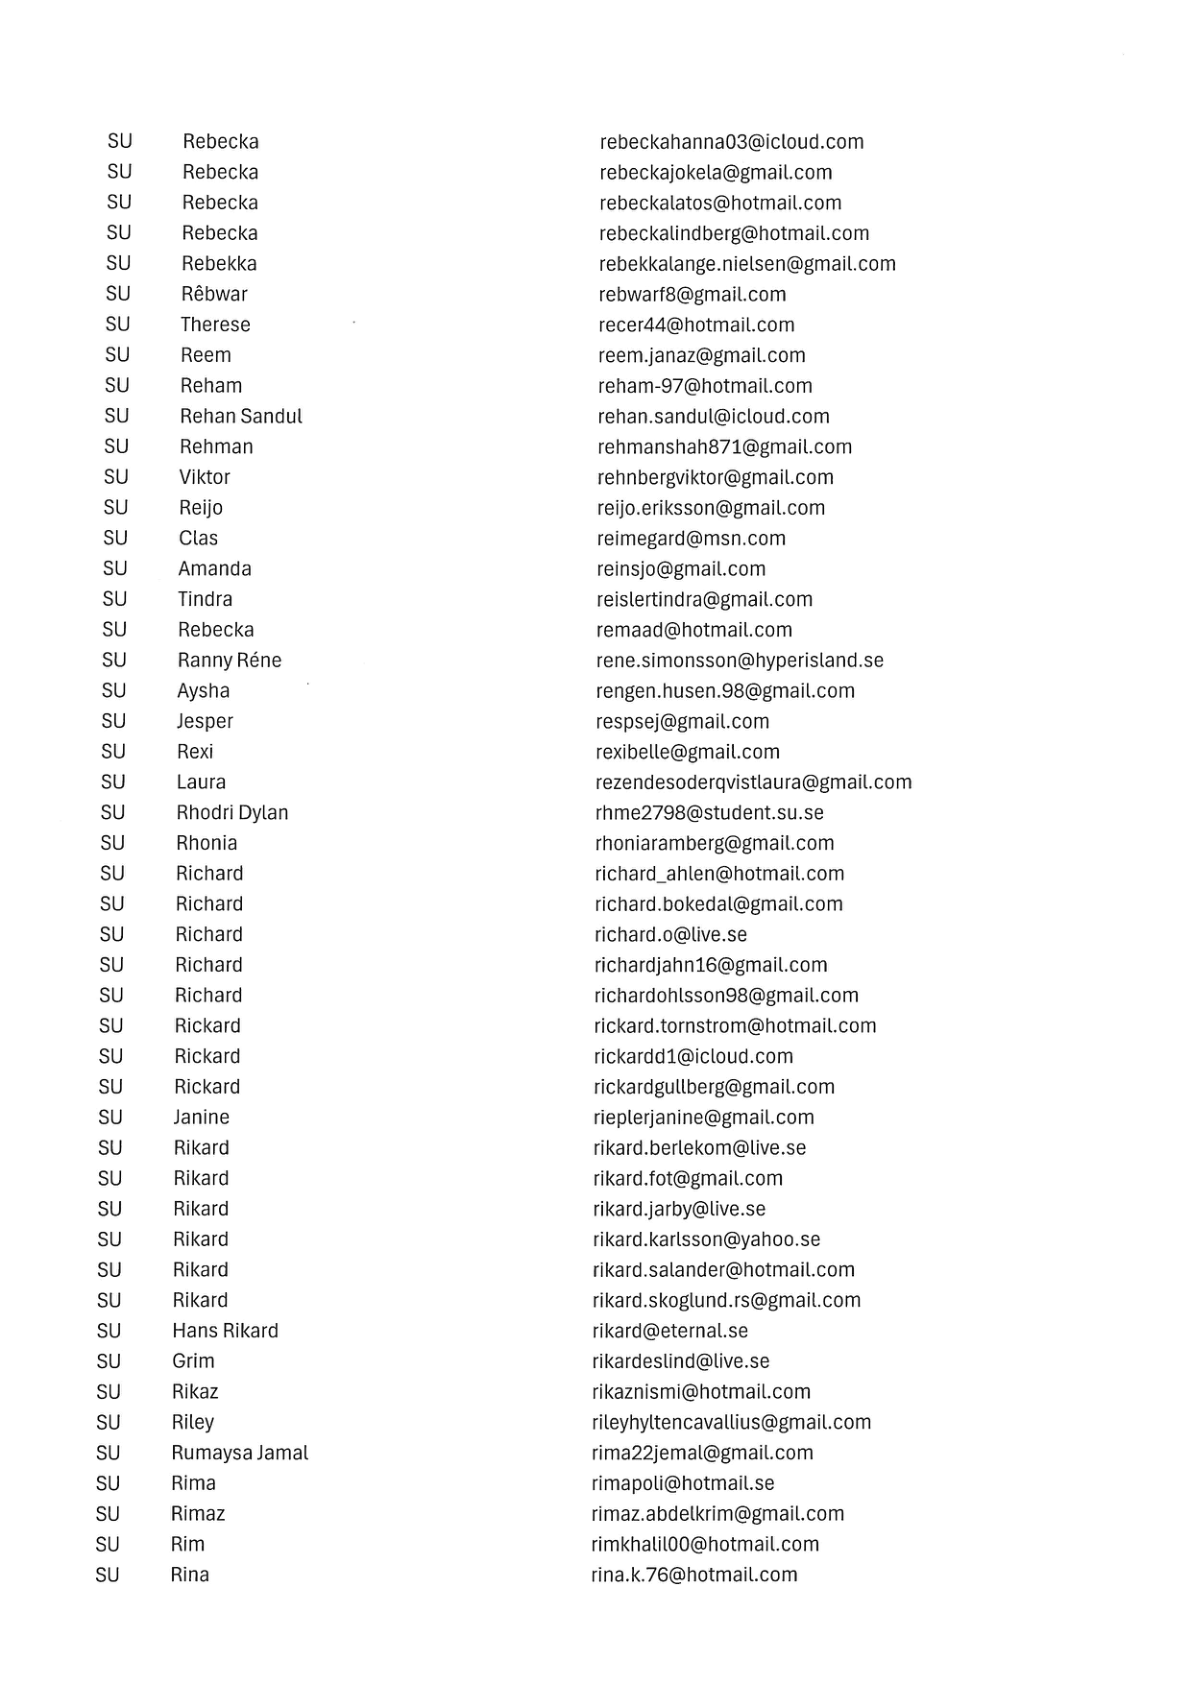 SU Rebecka rebeckahanna03@icloud.com
SU Rebecka rebeckajokela@gmail.com
SU Rebecka rebeckalatos@hotmail.com
SU Rebecka rebeckalindberg@hotmail.com
SU Rebekka rebekkalange.nielsen@gmail.com
SU Rêbwar rebwarf8@gmail.com
SU Therese recer44@hotmail.com
SU Reem reem.janaz@gmail.com
SU Reham reham-97@hotmail.com
SU Rehan Sandul rehan.sandul@icloud.com
SU Rehman rehmanshah871@gmail.com
SU Viktor rehnbergviktor@gmail.com
SU Reijo reijo.eriksson@gmail.com
SU Clas reimegard@msn.com
SU Amanda reinsjo@gmail.com
SU Tindra reislertindra@gmail.com
SU Rebecka remaad@hotmail.com
SU Ranny Réne rene.simonsson@hyperisland.se
SU Aysha rengen.husen.98@gmail.com
SU Jesper respsej@gmail.com
SU Rexi rexibelle@gmail.com
SU Laura rezendesoderqvistlaura@gmail.com
SU Rhodri Dylan rhme2798@student.su.se
SU Rhonia rhoniaramberg@gmail.com
SU Richard richard_ahlen@hotmail.com
SU Richard richard.bokedal@gmail.com
SU Richard richard.o@live.se
SU Richard richardjahn16@gmail.com
SU Richard richardohlsson98@gmail.com
SU Rickard rickard.tornstrom@hotmail.com
SU Rickard rickardd1@icloud.com
SU Rickard rickardgullberg@gmail.com
SU Janine rieplerjanine@gmail.com
SU Rikard rikard.berlekom@live.se
SU Rikard rikard.fot@gmail.com
SU Rikard rikard.jarby@live.se
SU Rikard rikard.karlsson@yahoo.se
SU Rikard rikard.salander@hotmail.com
SU Rikard rikard.skoglund.rs@gmail.com
SU Hans Rikard rikard@eternal.se
SU Grim rikardeslind@live.se
SU Rikaz rikaznismi@hotmail.com
SU Riley rileyhyltencavallius@gmail.com
SU Rumaysa Jamal rima22jemal@gmail.com
SU Rima rimapoli@hotmail.se
SU Rimaz rimaz.abdelkrim@gmail.com
SU Rim rimkhalil00@hotmail.com
SU Rina rina.k.76@hotmail.com